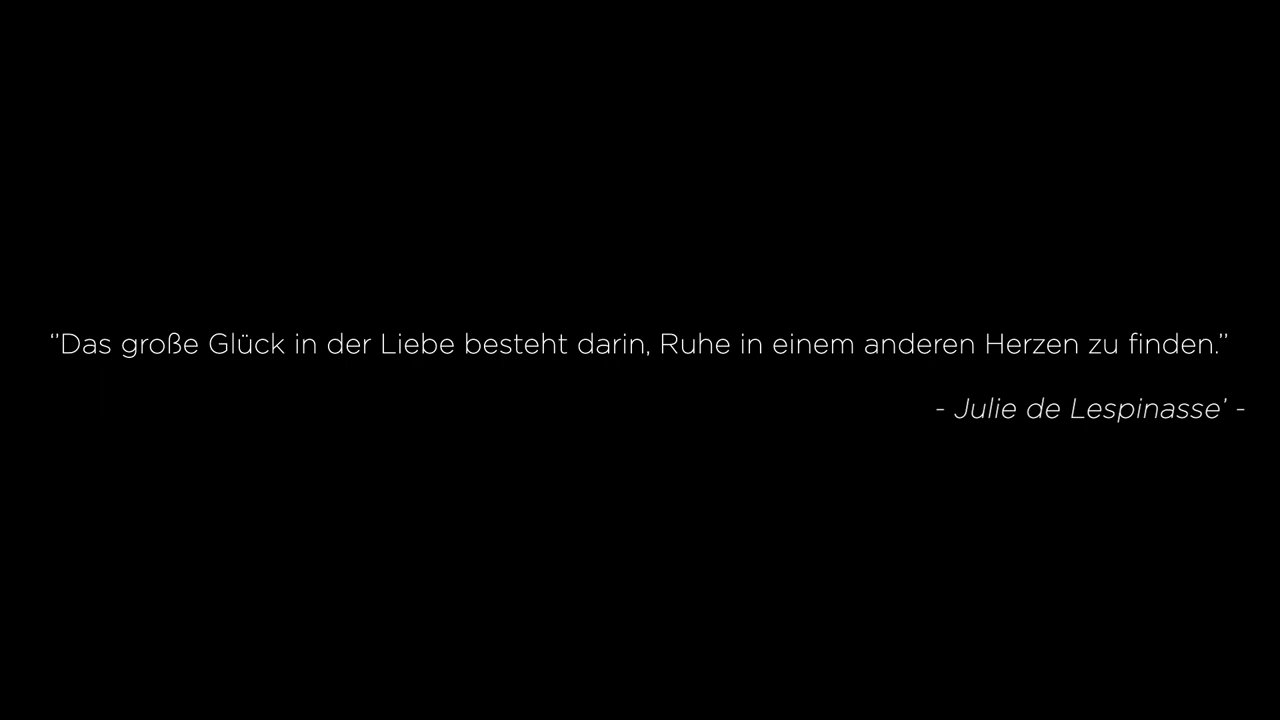 ‘’Das große Glück in der Liebe besteht darin, Ruhe in einem anderen Herzen zu finden.’’
- Julie de Lespinasse’ -